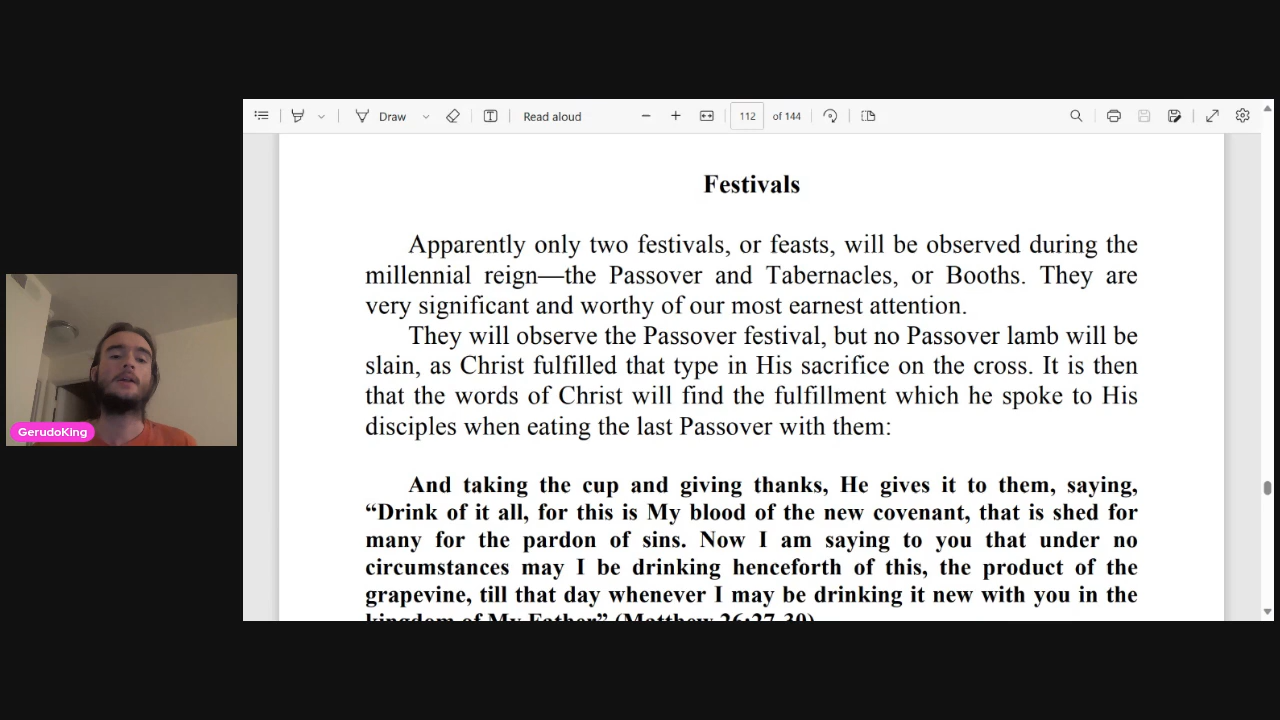 Draw
Read aloud
112
of 144
Festivals
Apparently only two festivals, or feasts, will be observed during the
millennial reign—the Passover and Tabernacles, or Booths. They are
very significant and worthy of our most earnest attention.
They will observe the Passover festival, but no Passover lamb will be
slain, as Christ fulfilled that type in His sacrifice on the cross. It is then
that the words of Christ will find the fulfillment which he spoke to His
disciples when eating the last Passover with them:
And taking the cup and giving thanks, He gives it to them, saying,
“Drink of it all, for this is My blood of the new covenant, that is shed for
many for the pardon of sins. Now I am saying to you that under no
circumstances may I be drinking henceforth of this, the product of the
grapevine, till that day whenever I may be drinking it new with you in the
kingdom of My Father” (Matthew 26:27-30)
GerudoKing